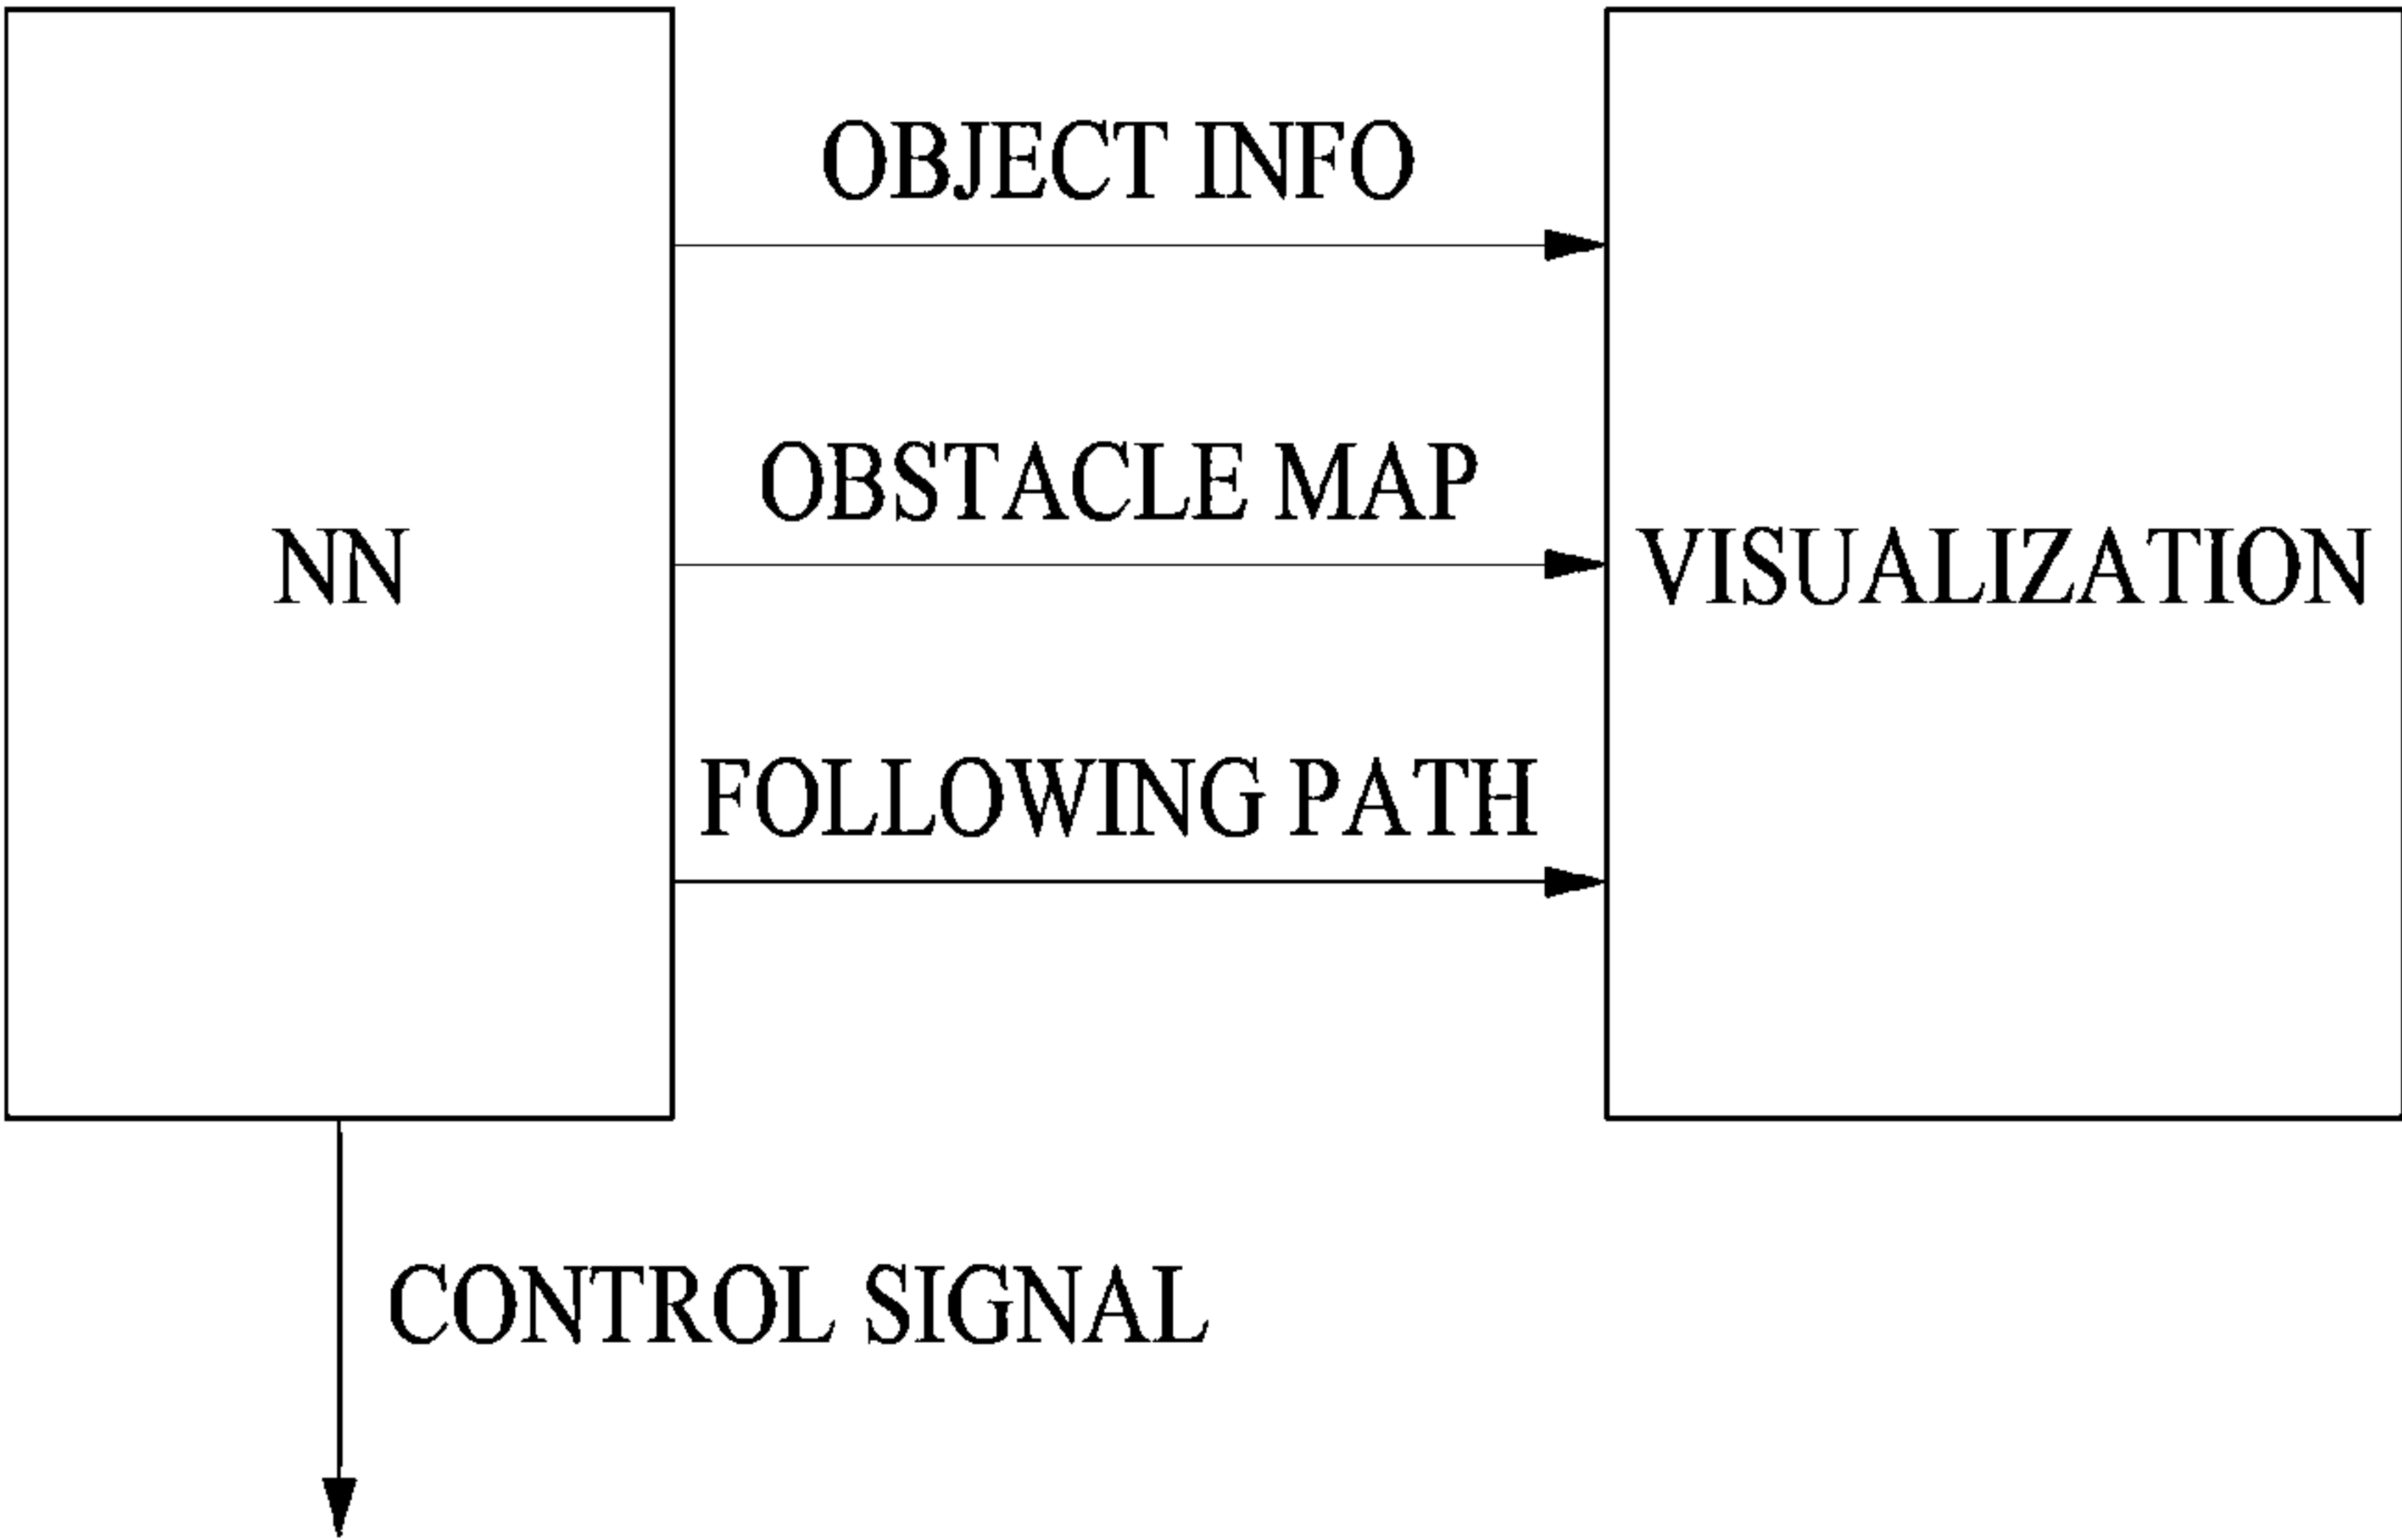 OBJECT INFO
OBSTACLE MAP
NN
VISUALIZATION
FOLLOWING PATH
CONTROL SIGNAL